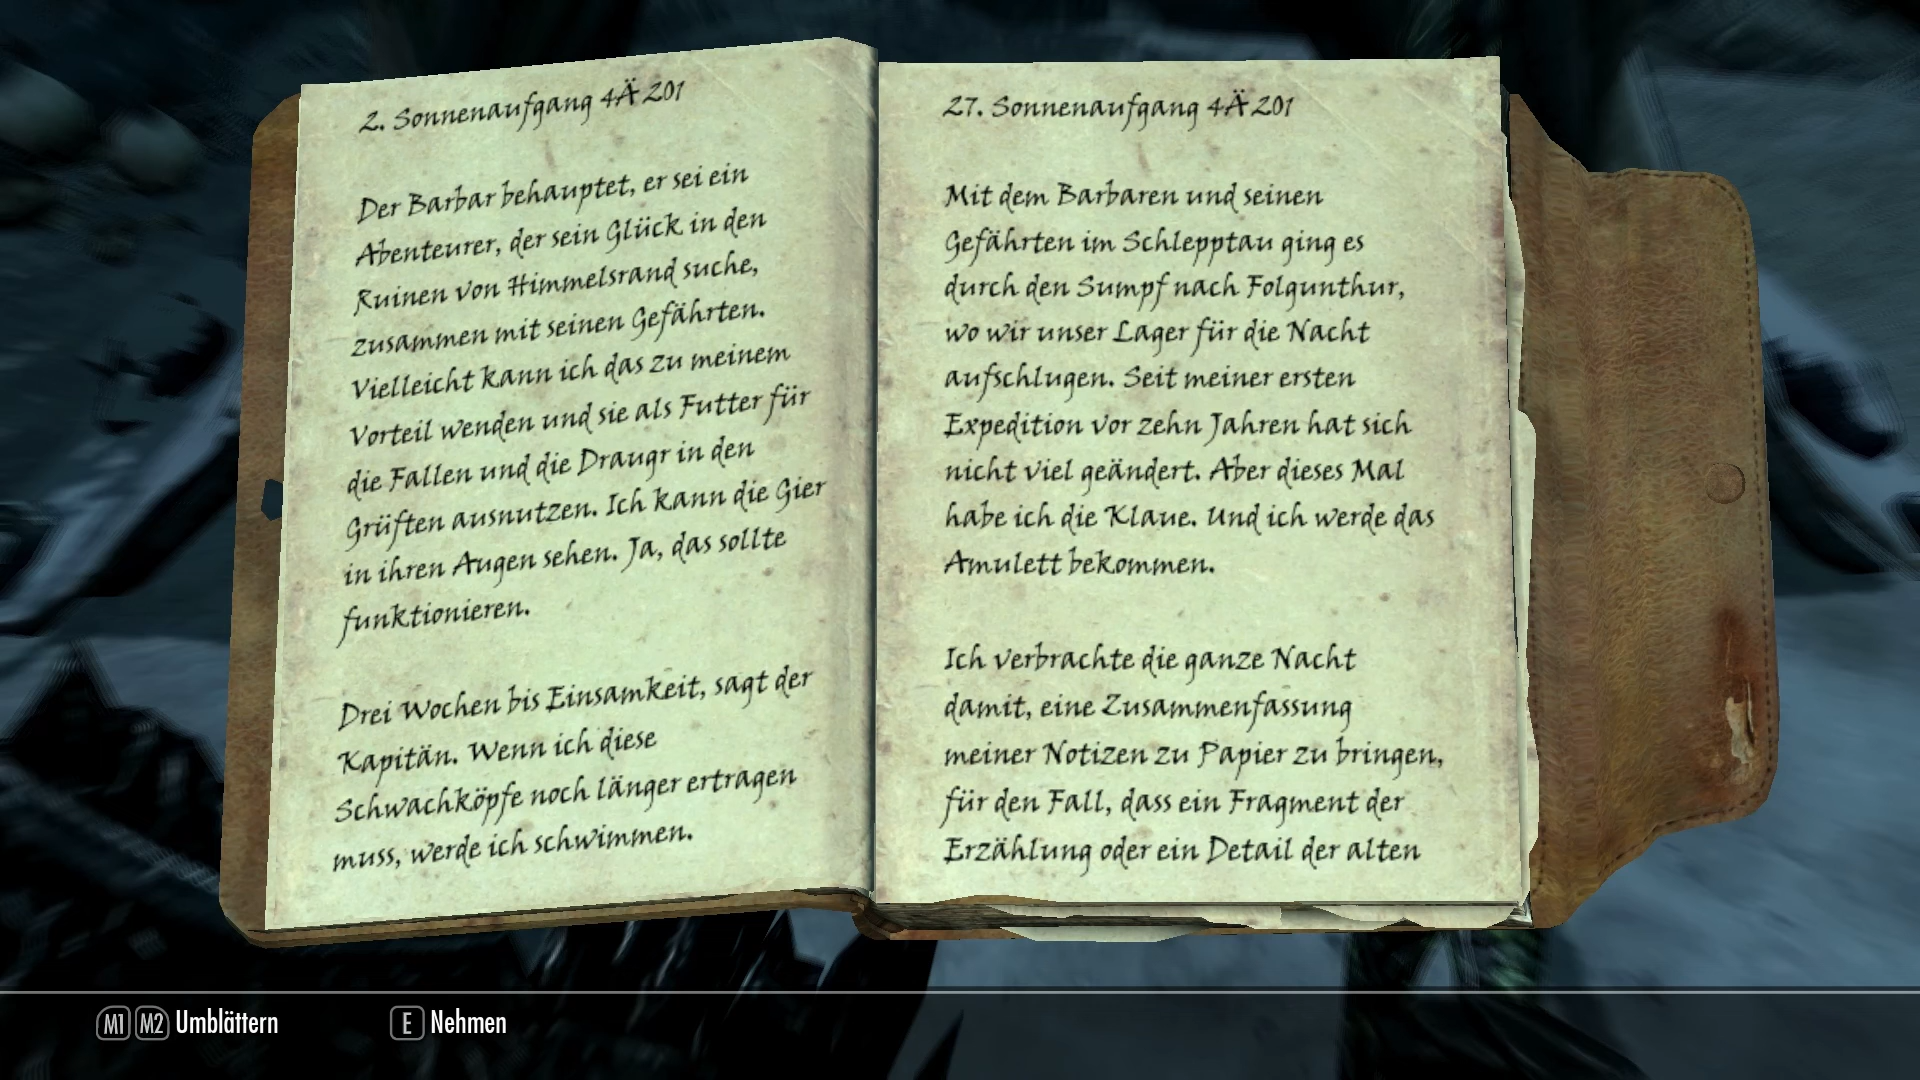 2. Sonnenaufgang 4Ä 201
Der Barbar behauptet, er sei ein
Abenteurer, der sein Glück in den
Ruinen von Himmelsrand suche,
zusammen mit seinen Gefährten.
Vielleicht kann ich das zu meinem
Vorteil wenden und sie als Futter für
die Fallen und die Draugr in den
Grüften ausnutzen. Ich kann die Gier
in ihren Augen sehen. Ja, das sollte
funktionieren.
Drei Wochen bis Einsamkeit, sagt der
Kapitän. Wenn ich diese
Schwachköpfe noch länger ertragen
muss, werde ich schwimmen.
27. Sonnenaufgang 4Ä 201
Mit dem Barbaren und seinen
Gefährten im Schlepptau ging es
durch den Sumpf nach Folgunthur,
wo wir unser Lager für die Nacht
aufschlugen. Seit meiner ersten
Expedition vor zehn Jahren hat sich
nicht viel geändert. Aber dieses Mal
habe ich die Klaue. Und ich werde das
Amulett bekommen.
Ich verbrachte die ganze Nacht
damit, eine Zusammenfassung
meiner Notizen zu Papier zu bringen,
für den Fall, dass ein Fragment der
Erzählung oder ein Detail der alten
M1 M2 Umblättern
E Nehmen